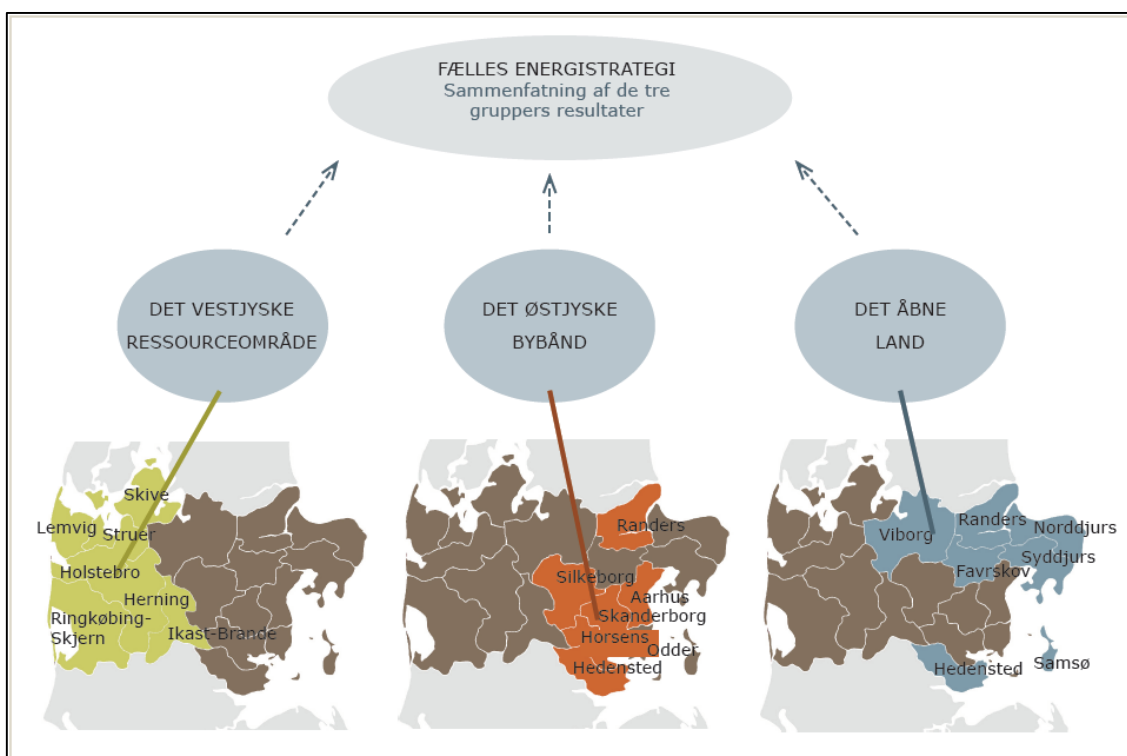 FÆLLES ENERGISTRATEGI
Sammenfatning af de tre
gruppers resultater
DET VESTJYSKE
RESSOURCEOMRÅDE
DET ØSTJYSKE
BYBÅND
DET ÅBNE
LAND
Skive
Lemvig
Struer
Holstebro
Herning
Ringkøbing-
Skjern
Ikast-Brande
Randers
Silkeborg
Aarhus
Skanderborg
Horsens
Odder
Hedensted
Viborg
Randers
Norddjurs
Syddjurs
Favrskov
Hedensted
Samsø